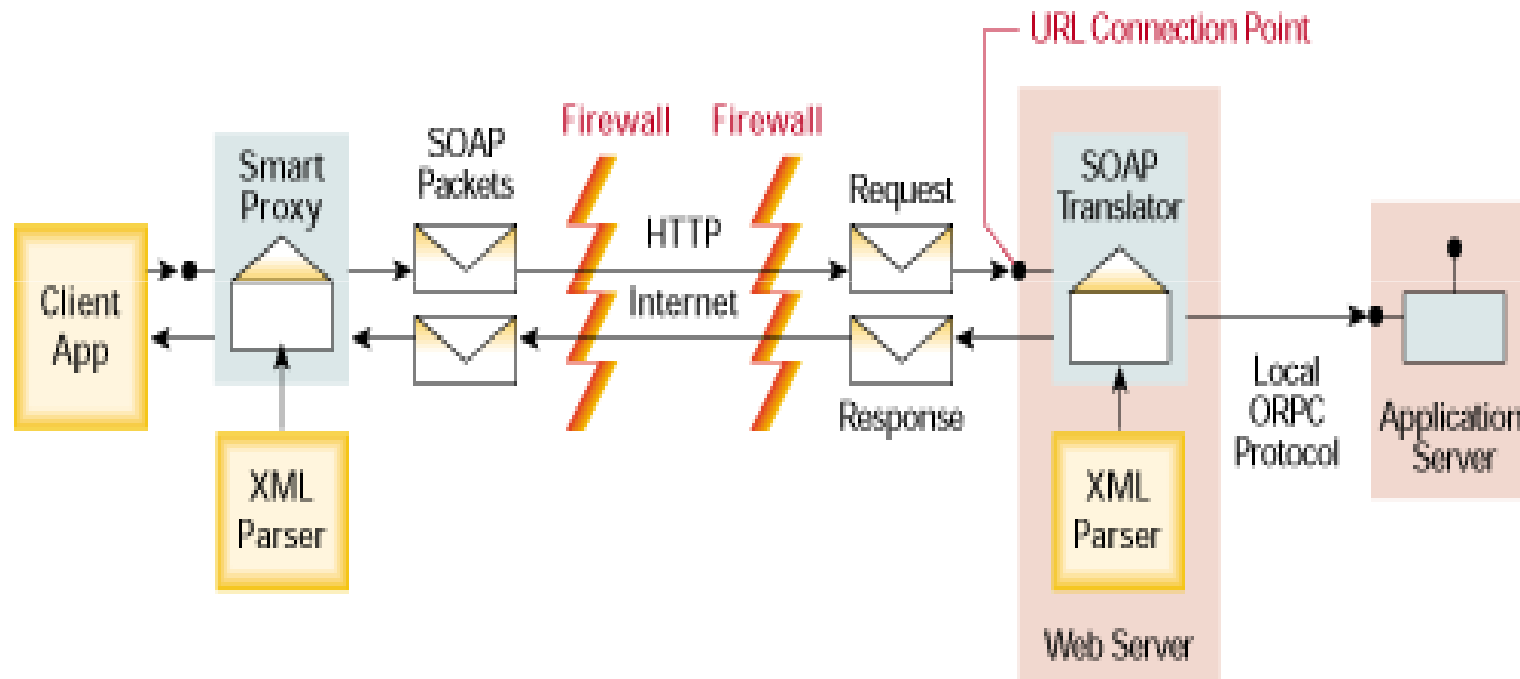 URL Connection Point
Firewall
Firewall
SOAP
Packets
Smart
Proxy
SOAP
Translator
Request
HTTP
Client
App
Internet
Local
ORPC
Protocol
Response
Application
Server
XML
Parser
XML
Parser
Web Server